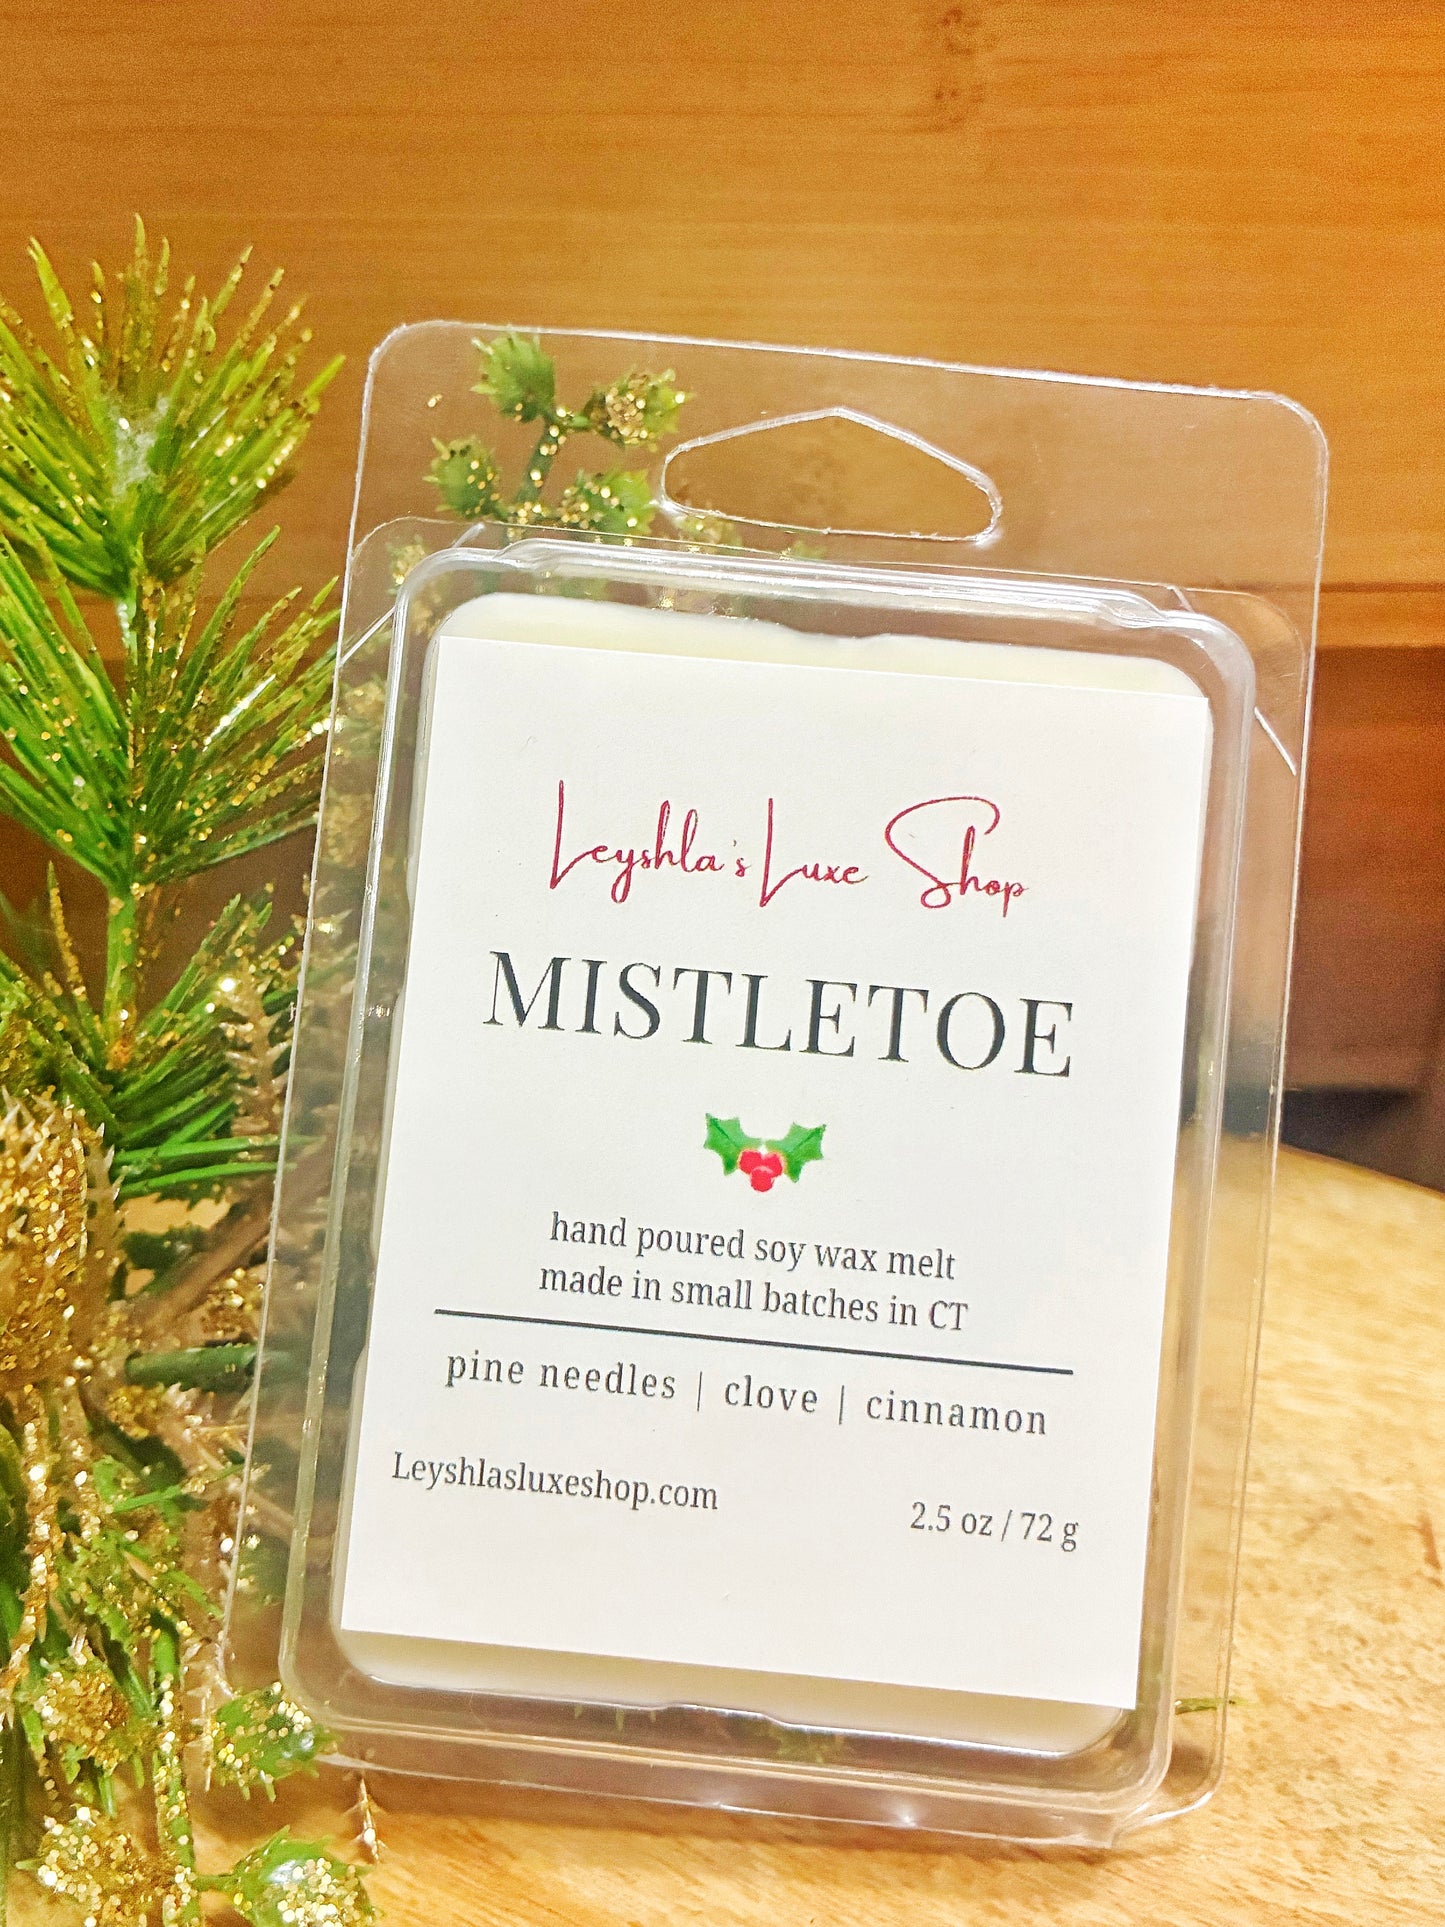 Leyshla's Luxe Shop
MISTLETOE
hand poured soy wax melt
made in small batches in CT
pine needles | clove | cinnamon
Leyshlasluxeshop.com
2.5 oz / 72 g